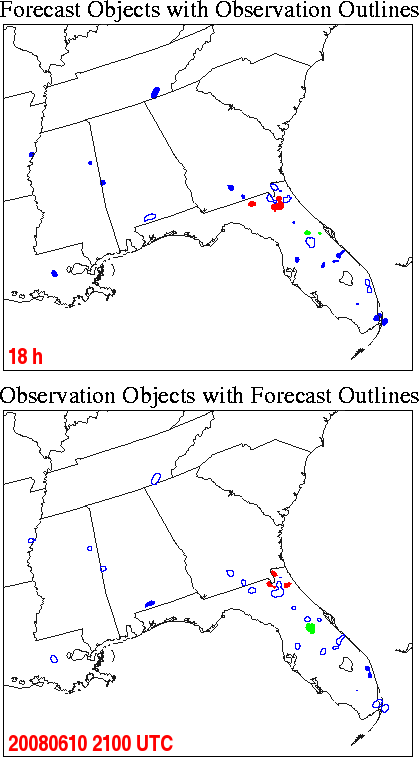 Forecast Objects with Observation Outlines
18 h
Observation Objects with Forecast Outlines
20080610 2100 UTC